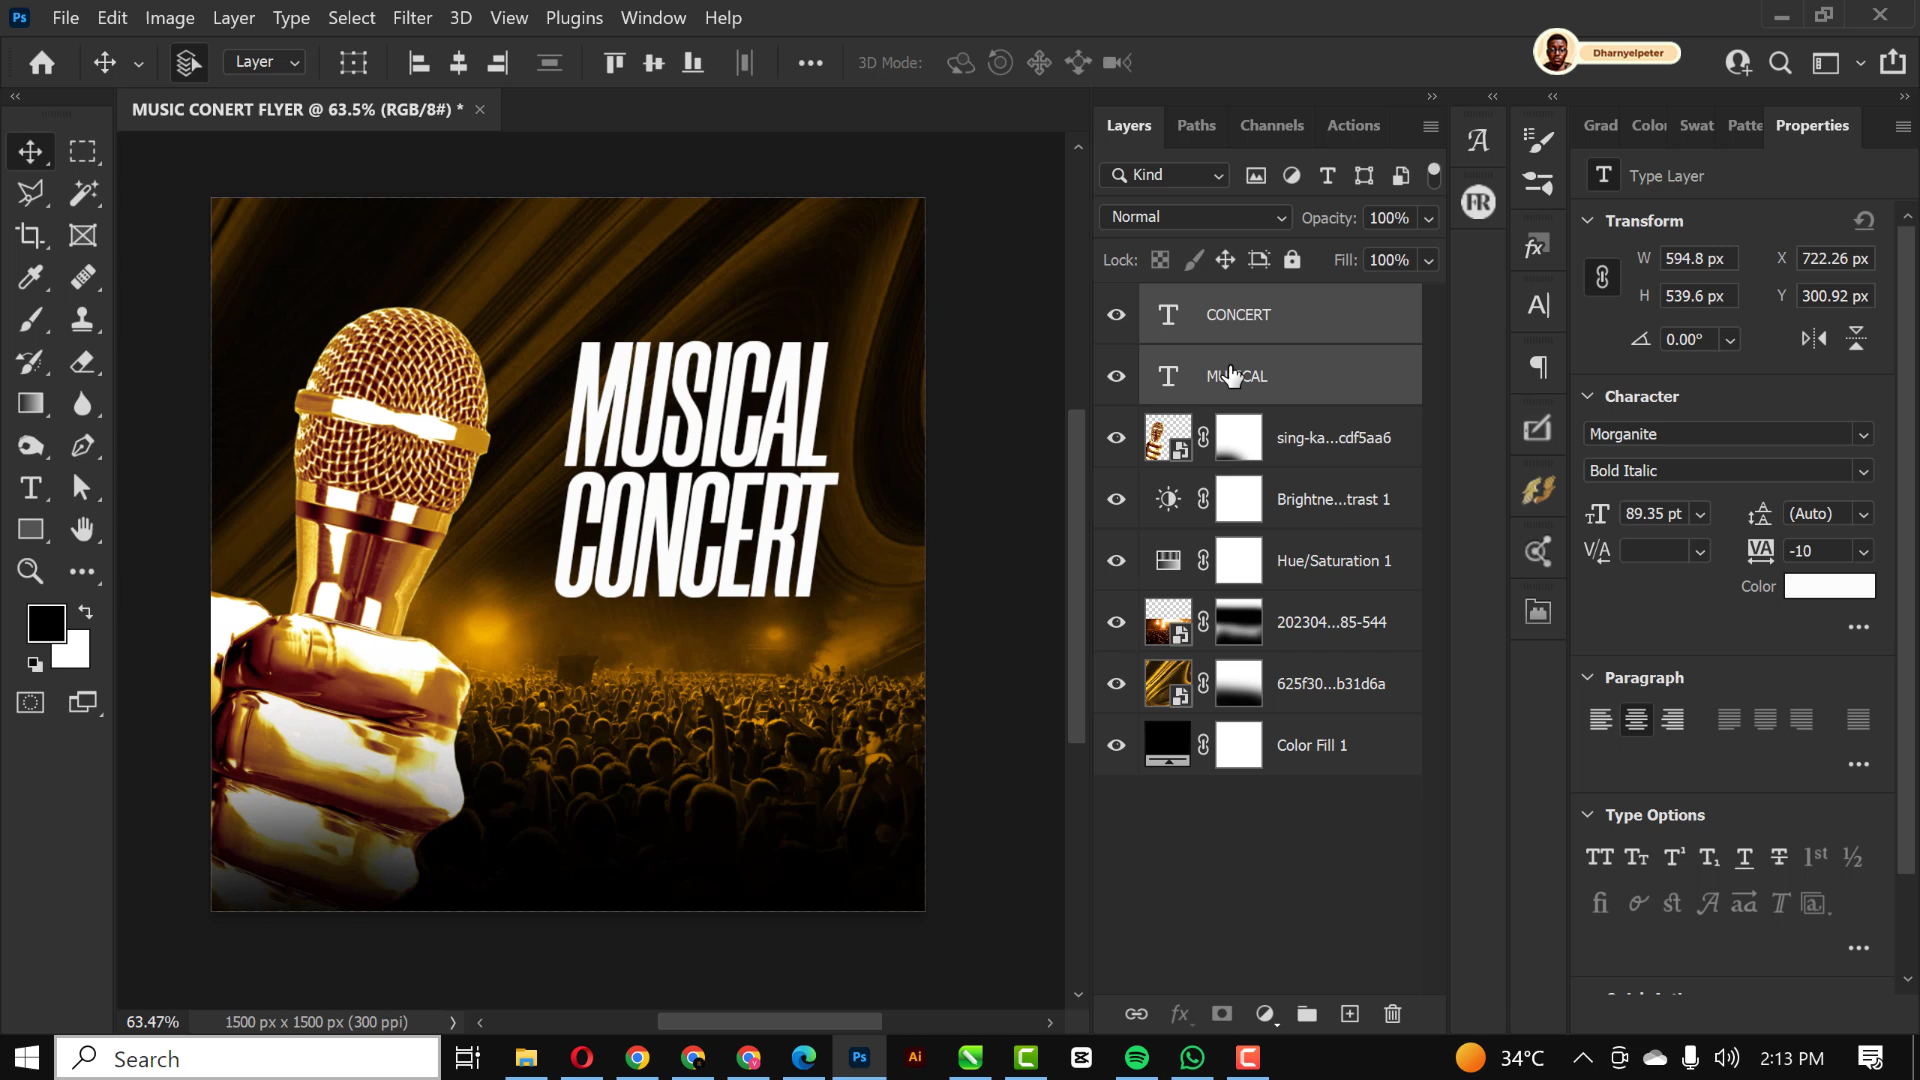 Ps File Edit Image Layer Type Select Filter 3D View Plugins Window Help
Layer 3D Mode: Dharnyelpeter
MUSIC CONERT FLYER @ 63.5% (RGB/8#) *
Layers Paths Channels Actions
Grad Color Swat Patte Properties
Kind
Type Layer
Normal Opacity: 100%
Transform
Lock: Fill: 100%
W 594.8 px X 722.26 px
H 539.6 px Y 300.92 px
0.00°
CONCERT
MUSICAL
sing-ka...cdf5aa6
Brightne...trast 1
Hue/Saturation 1
202304...85-544
625f30...b31d6a
Color Fill 1
Character
Morganite
Bold Italic
89.35 pt (Auto)
-10
Color
Paragraph
Type Options
MUSICAL
CONCERT
63.47% 1500 px x 1500 px (300 ppi)
Search
34°C 2:13 PM